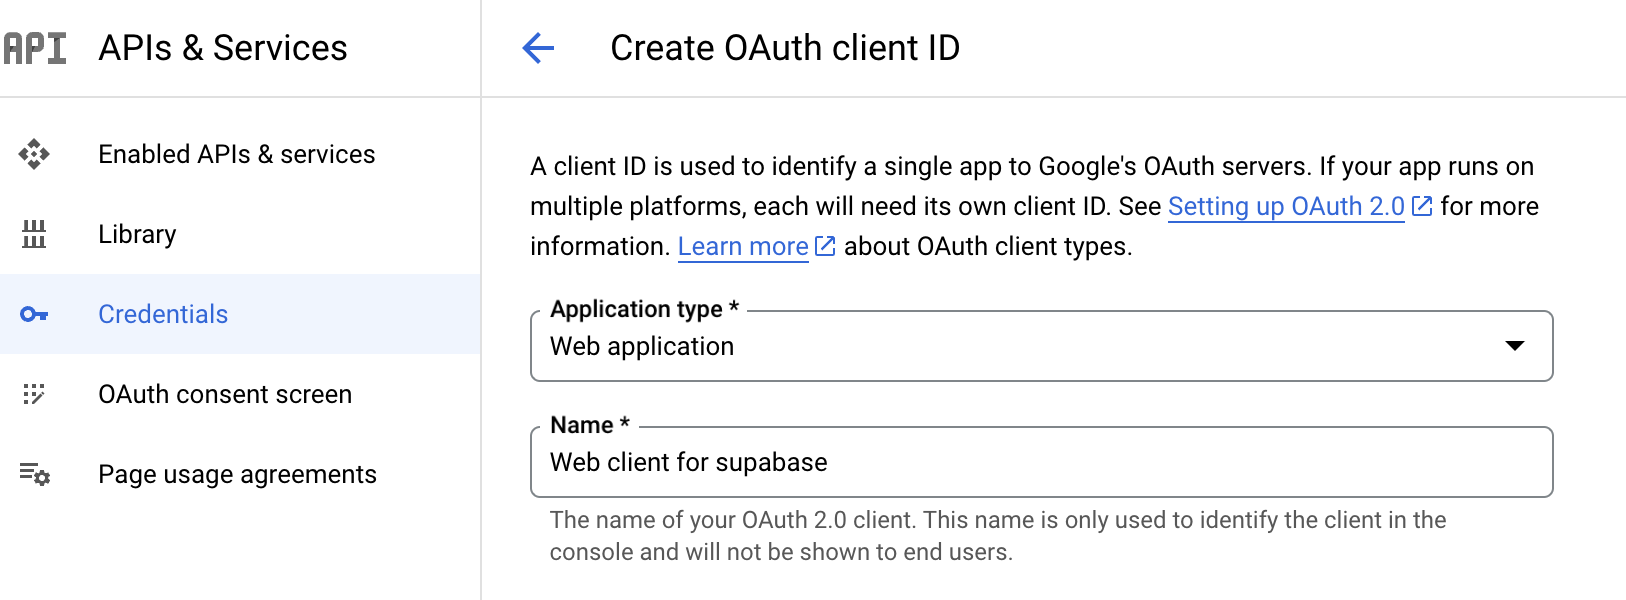 API APIs & Services
Create OAuth client ID
Enabled APIs & services
Library
Credentials
OAuth consent screen
Page usage agreements
A client ID is used to identify a single app to Google's OAuth servers. If your app runs on
multiple platforms, each will need its own client ID. See Setting up OAuth 2.0 for more
information. Learn more about OAuth client types.
Application type *
Web application
Name *
Web client for supabase
The name of your OAuth 2.0 client. This name is only used to identify the client in the
console and will not be shown to end users.